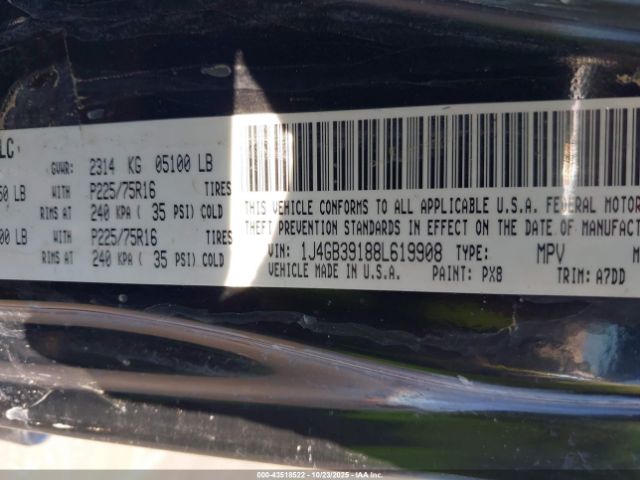 LC
GVWR: 2314 KG 05100 LB
50 LB WITH P225/75R16 TIRES
RIMS AT 240 KPA ( 35 PSI) COLD
00 LB WITH P225/75R16 TIRES
RIMS AT 240 KPA ( 35 PSI) COLD
THIS VEHICLE CONFORMS TO ALL APPLICABLE U.S.A. FEDERAL MOTOR
THEFT PREVENTION STANDARDS IN EFFECT ON THE DATE OF MANUFACT
VIN: 1J4GB39188L619908 TYPE: MPV
VEHICLE MADE IN U.S.A. PAINT: PX8 TRIM: A7DD
000-43518522 - 10/23/2025 - IAAI.COM